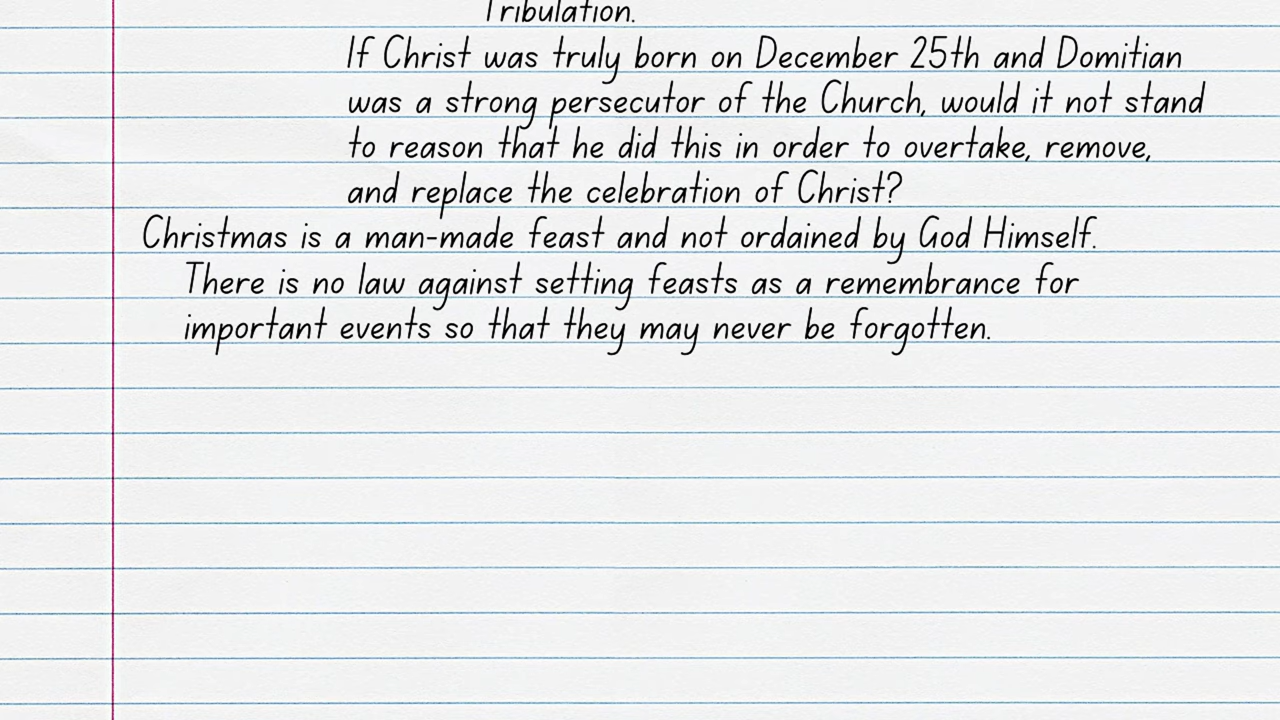 Tribulation.
If Christ was truly born on December 25th and Domitian
was a strong persecutor of the Church, would it not stand
to reason that he did this in order to overtake, remove,
and replace the celebration of Christ?
Christmas is a man-made feast and not ordained by God Himself.
There is no law against setting feasts as a remembrance for
important events so that they may never be forgotten.